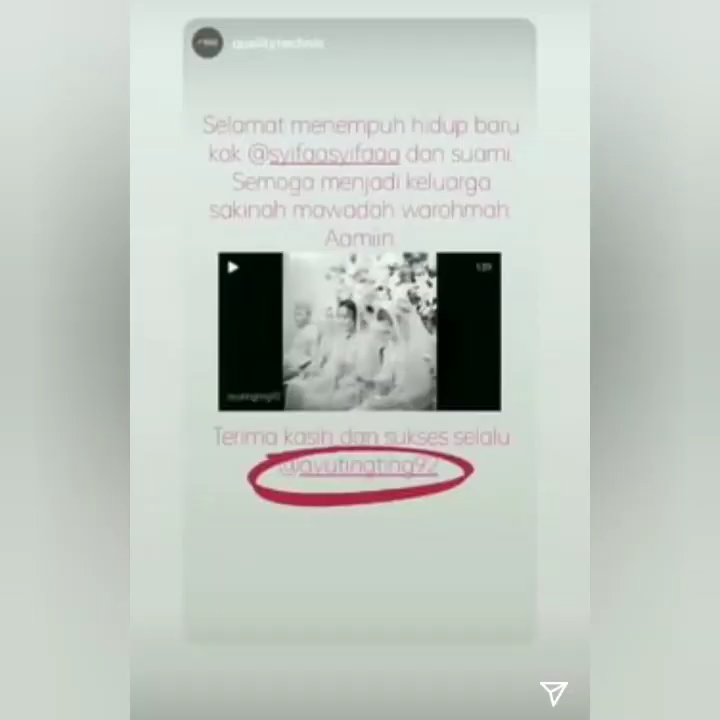 Selamat menempuh hidup baru
kak @syifaasyifaaa dan suami.
Semoga menjadi keluarga
sakinah mawadah warohmah.
Aamiin
Terima kasih dan sukses selalu
@ayutingting92